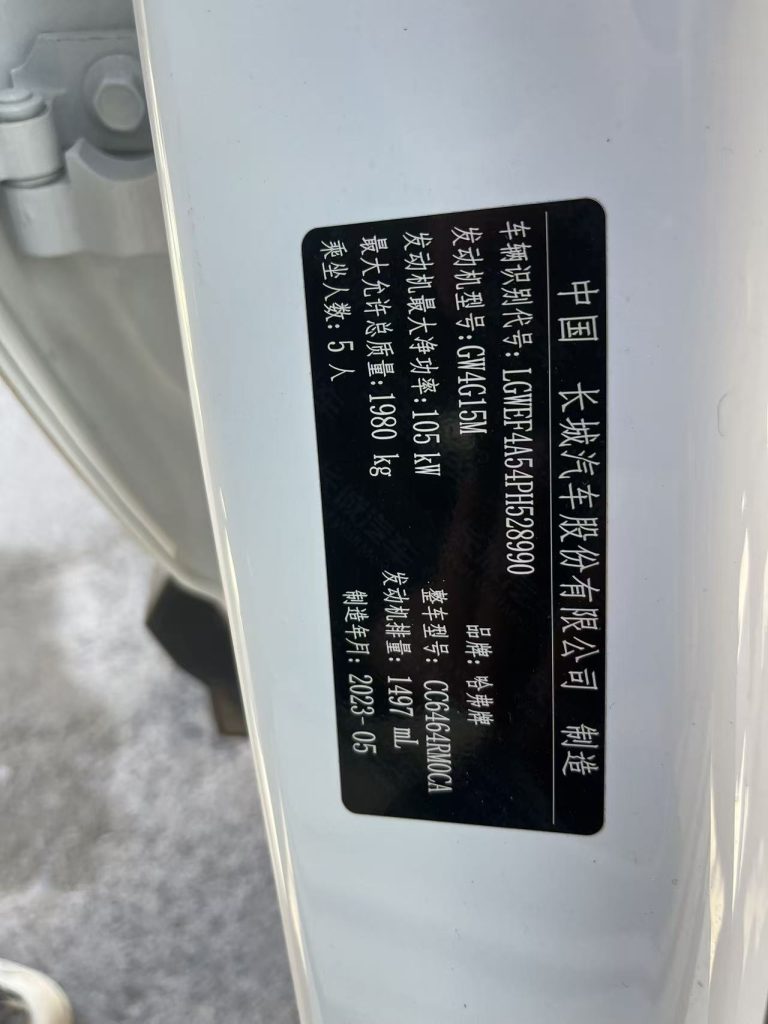 中国 长城汽车股份有限公司 制造
车辆识别代号: LGWEF4A54PH528990
发动机型号: GW4G15M 品牌: 哈弗牌
发动机最大净功率: 105 kW 整车型号: CC6464RM0CA
最大允许总质量: 1980 kg 发动机排量: 1497 mL
乘坐人数: 5 人 制造年月: 2023-05